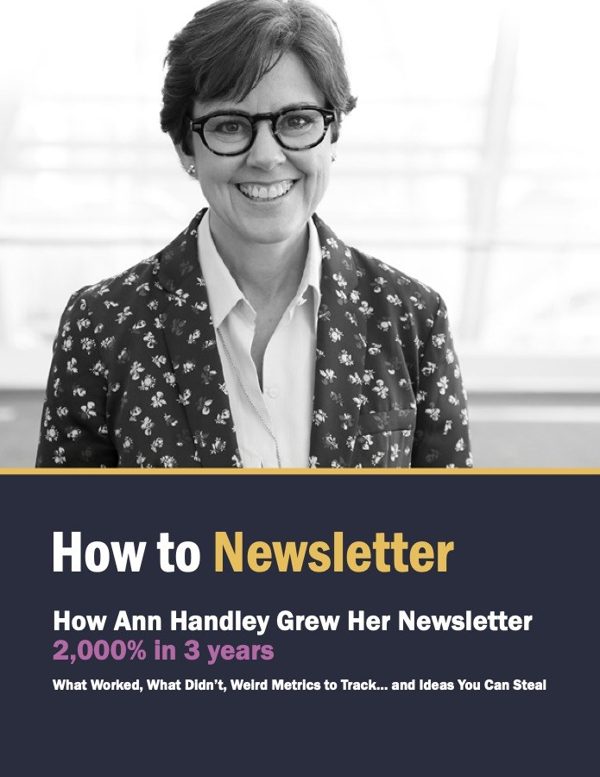 How to Newsletter
How Ann Handley Grew Her Newsletter
2,000% in 3 years
What Worked, What Didn't, Weird Metrics to Track... and Ideas You Can Steal